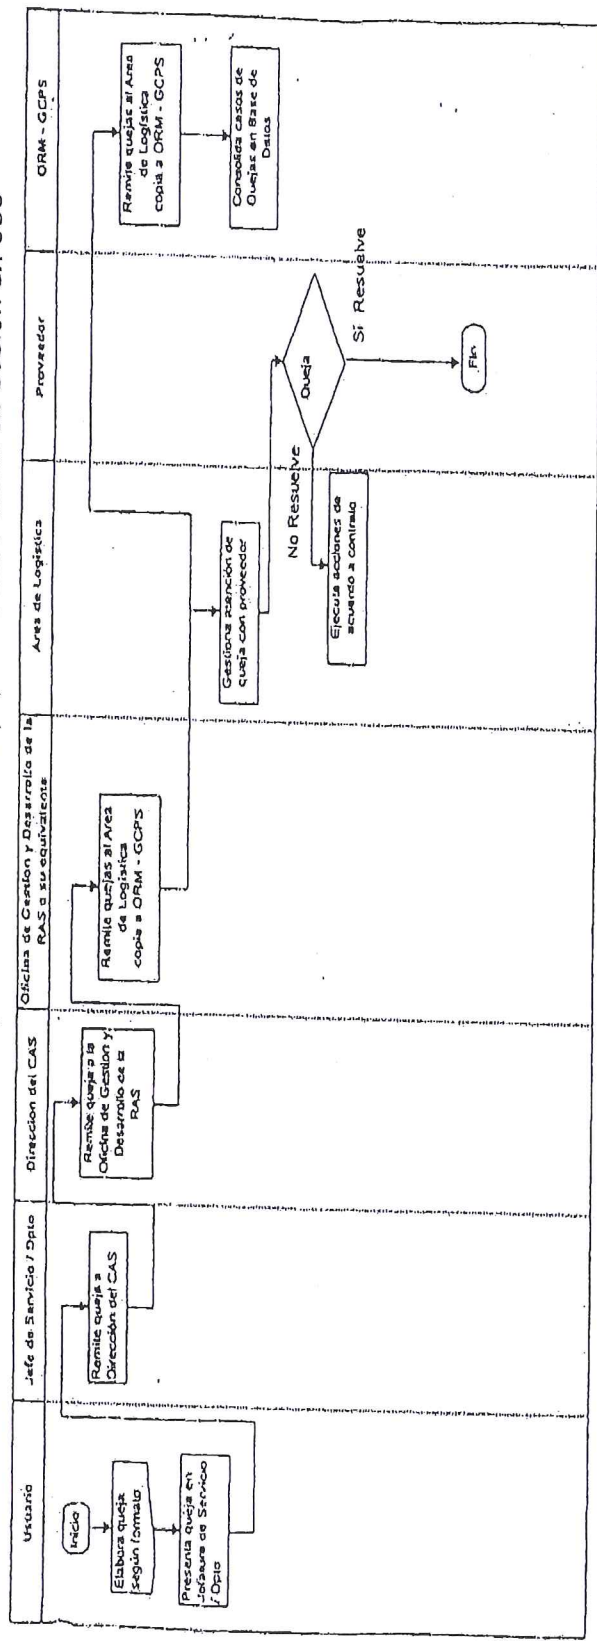 Usuario
Jefe de Servicio / Dpto
Direccion del CAS
Oficina de Gestion y Desarrollo de la
RAS o su equivalente
Area de Logistica
Proveedor
ORM - GCPS
Inicio
Elabora queja
según formato
Presenta queja en
Jefatura de Servicio
/ Dpto
Remite queja a
Dirección del CAS
Remite queja a la
Oficina de Gestion y
Desarrollo de la
RAS
Remite quejas al Area
de Logística
copia a ORM - GCPS
Gestiona atención de
queja con proveedor
No Resuelve
Ejecuta acciones de
acuerdo a contrato
Queja
Si Resuelve
Fin
Remite quejas al Area
de Logística
copia a ORM - GCPS
Consolida casos de
Quejas en Base de
Datos